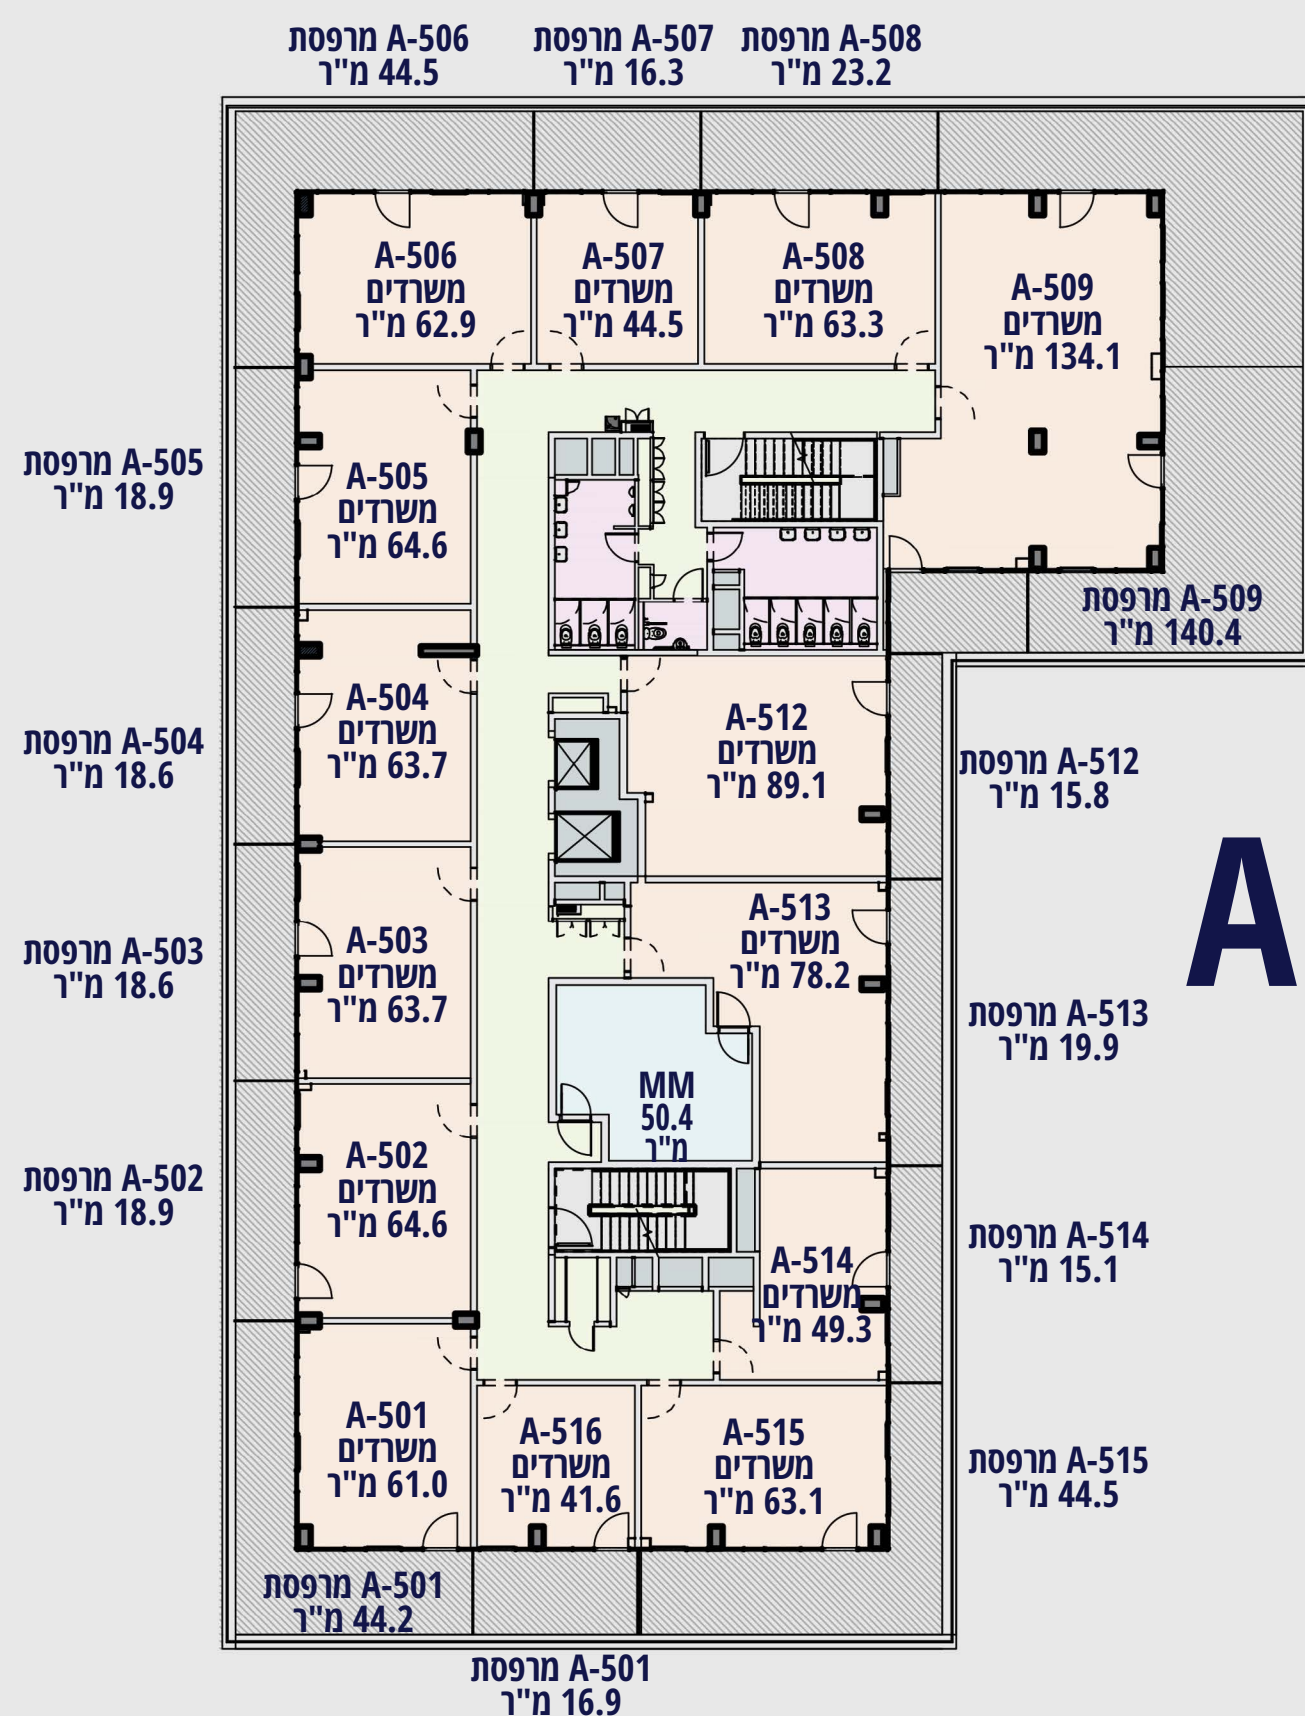 A-506 מרפסת
44.5 מ"ר
A-507 מרפסת
16.3 מ"ר
A-508 מרפסת
23.2 מ"ר
A-506
משרדים
62.9 מ"ר
A-507
משרדים
44.5 מ"ר
A-508
משרדים
63.3 מ"ר
A-509
משרדים
134.1 מ"ר
A-505 מרפסת
18.9 מ"ר
A-505
משרדים
64.6 מ"ר
A-509 מרפסת
140.4 מ"ר
A-504 מרפסת
18.6 מ"ר
A-504
משרדים
63.7 מ"ר
A-512
משרדים
89.1 מ"ר
A-512 מרפסת
15.8 מ"ר
A
A-503 מרפסת
18.6 מ"ר
A-503
משרדים
63.7 מ"ר
A-513
משרדים
78.2 מ"ר
A-513 מרפסת
19.9 מ"ר
MM
50.4
מ"ר
A-502 מרפסת
18.9 מ"ר
A-502
משרדים
64.6 מ"ר
A-514
משרדים
49.3 מ"ר
A-514 מרפסת
15.1 מ"ר
A-501
משרדים
61.0 מ"ר
A-516
משרדים
41.6 מ"ר
A-515
משרדים
63.1 מ"ר
A-515 מרפסת
44.5 מ"ר
A-501 מרפסת
44.2 מ"ר
A-501 מרפסת
16.9 מ"ר